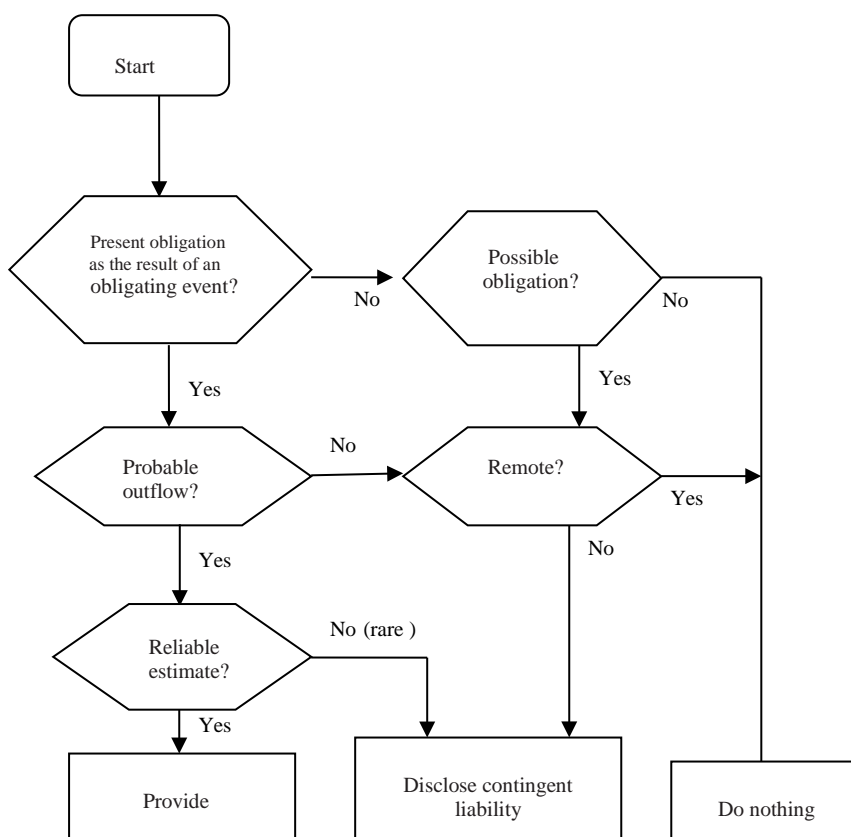 Start
Present obligation
as the result of an
obligating event?
No
Possible
obligation?
No
Yes
Yes
Probable
outflow?
No
Remote?
Yes
Yes
No
Reliable
estimate?
No (rare )
Yes
Provide
Disclose contingent
liability
Do nothing